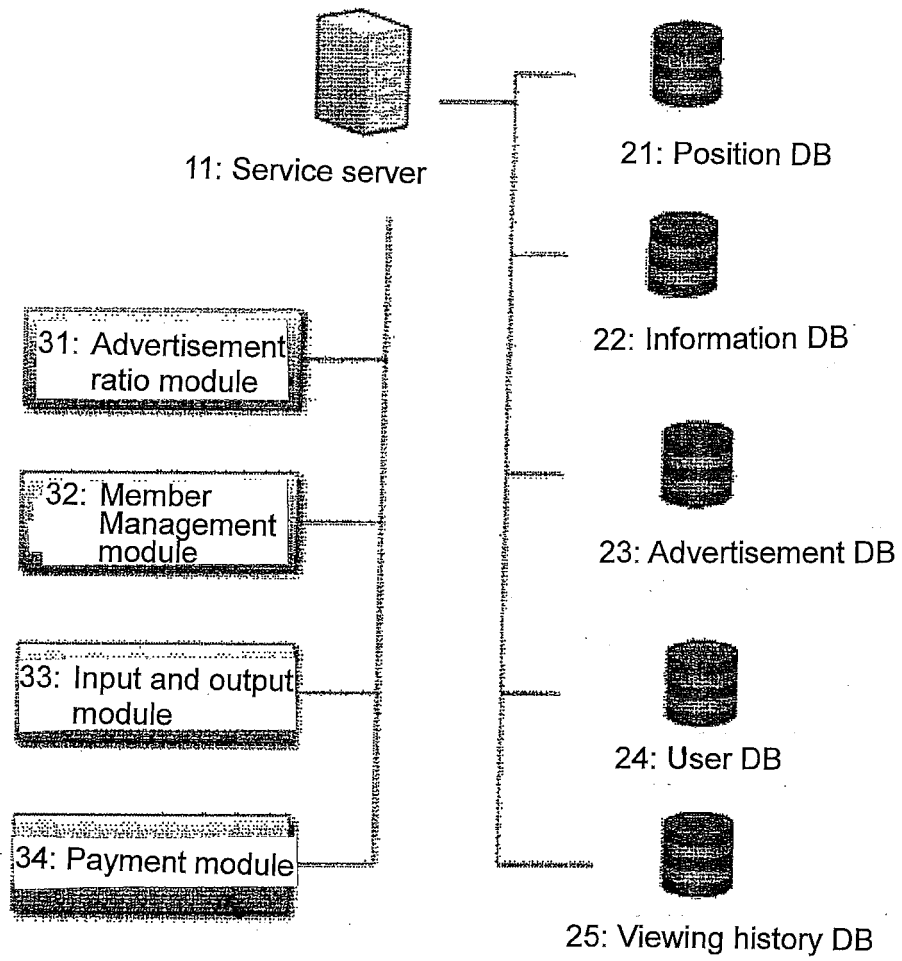 11: Service server
21: Position DB
22: Information DB
23: Advertisement DB
24: User DB
25: Viewing history DB
31: Advertisement
ratio module
32: Member
Management
module
33: Input and output
module
34: Payment module